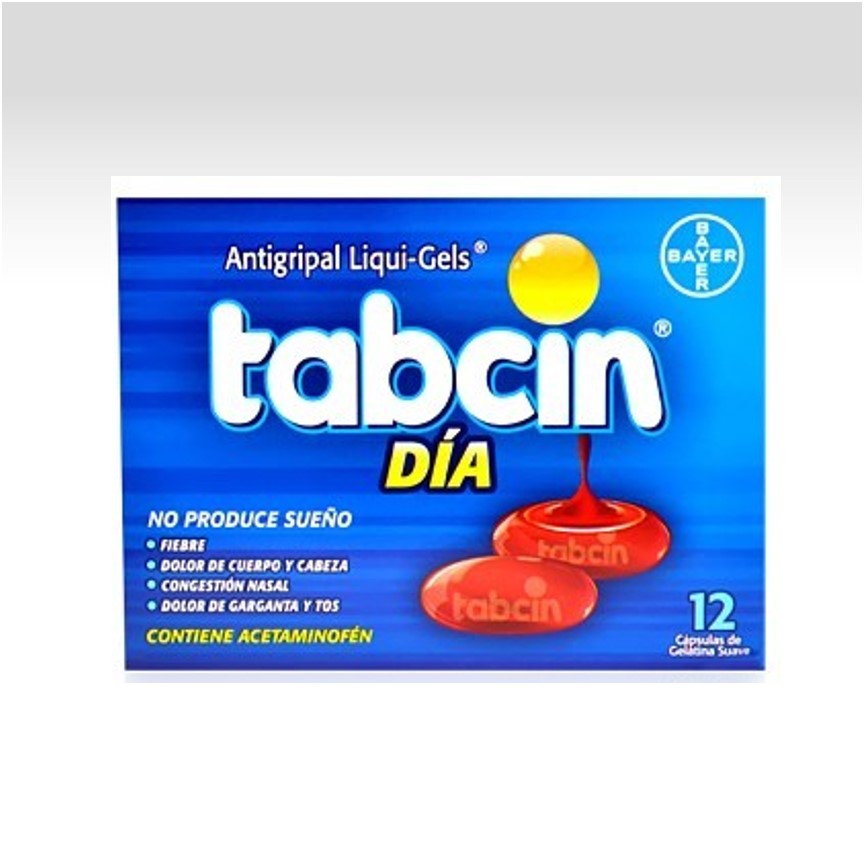 Antigripal Liqui-Gels®
BAYER
BAYER
tabcin®
DÍA
NO PRODUCE SUEÑO
• FIEBRE
• DOLOR DE CUERPO Y CABEZA
• CONGESTIÓN NASAL
• DOLOR DE GARGANTA Y TOS
CONTIENE ACETAMINOFÉN
tabcin
tabcin
12
Cápsulas de
Gelatina Suave